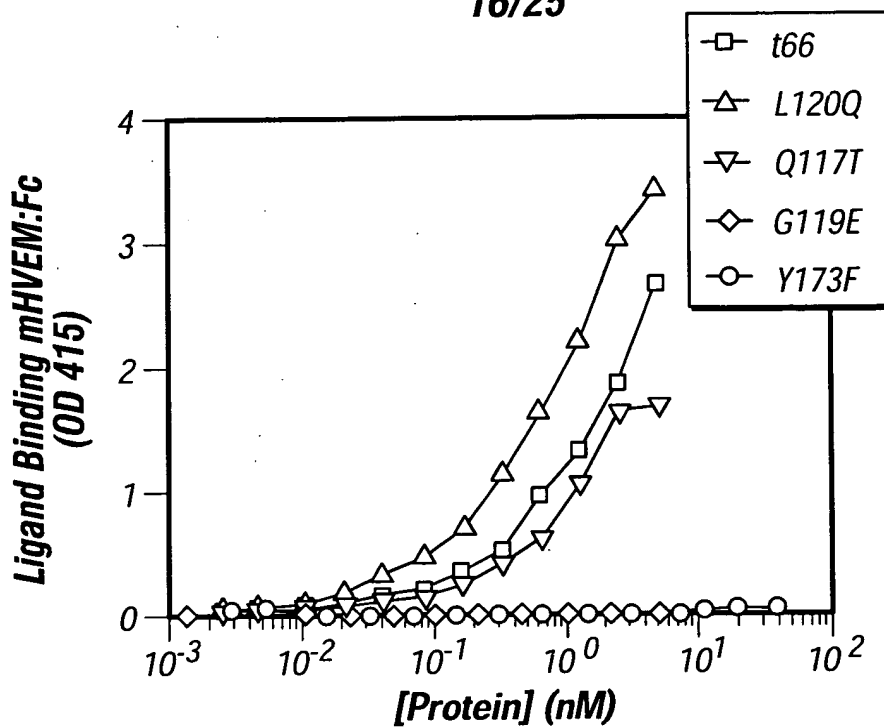 16/25
t66
L120Q
Q117T
G119E
Y173F
Ligand Binding mHVEM:Fc
(OD 415)
4
3
2
1
0
10-3
10-2
10-1
100
101
102
[Protein] (nM)